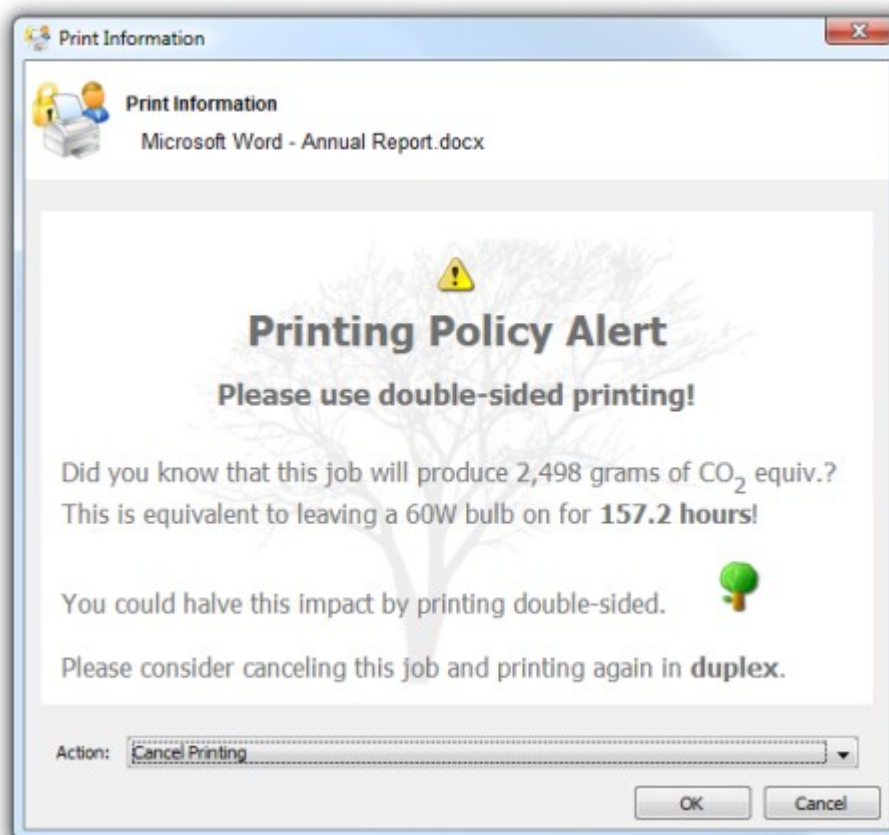 Print Information
Print Information
Microsoft Word - Annual Report.docx
Printing Policy Alert
Please use double-sided printing!
Did you know that this job will produce 2,498 grams of CO₂ equiv.?
This is equivalent to leaving a 60W bulb on for 157.2 hours!
You could halve this impact by printing double-sided.
Please consider canceling this job and printing again in duplex.
Action: Cancel Printing
OK Cancel